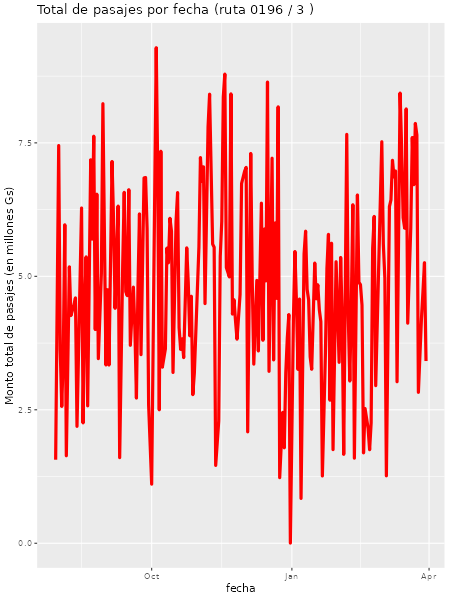 Total de pasajes por fecha (ruta 0196 / 3 )
Monto total de pasajes (en millones Gs)
7.5
5.0
2.5
0.0
Oct
Jan
Apr
fecha